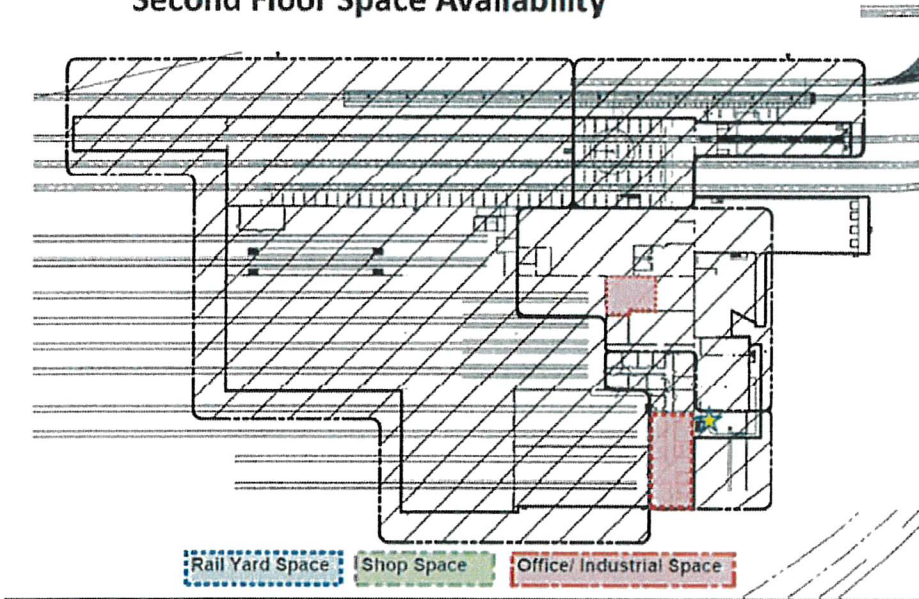 Second Floor Space Availability
Rail Yard Space
Shop Space
Office/ Industrial Space